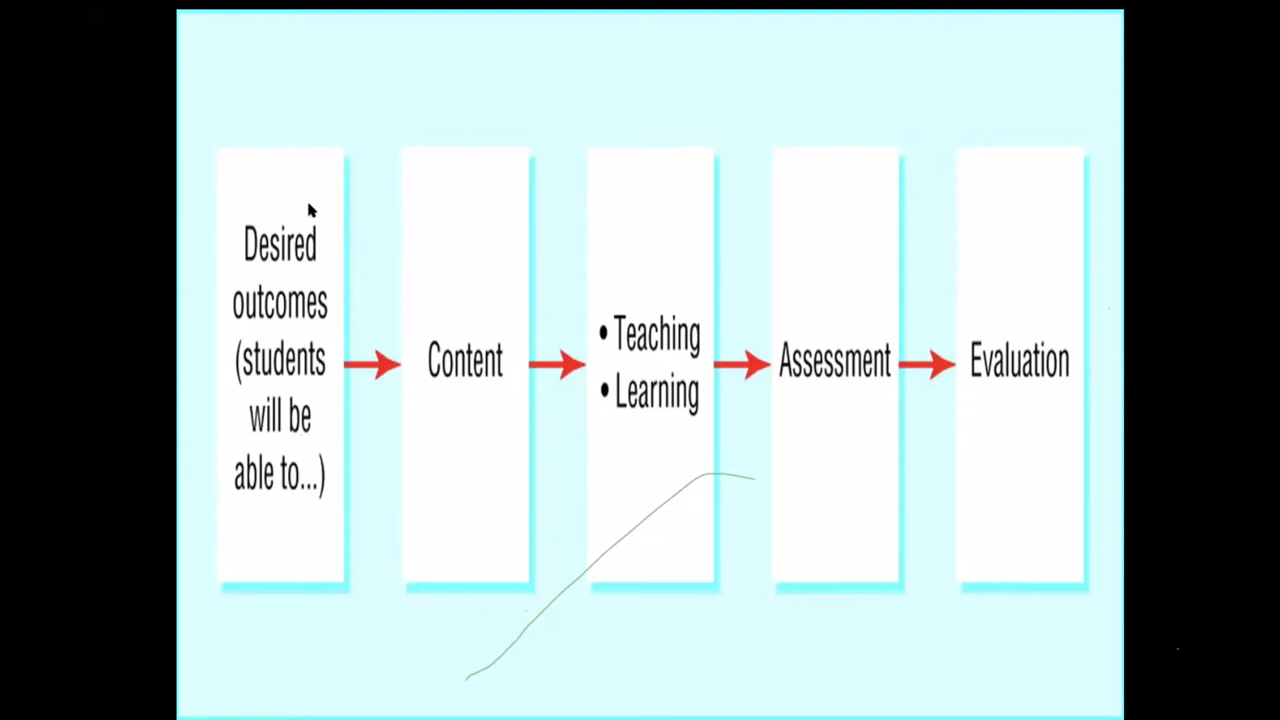 Desired
outcomes
(students
will be
able to...)
Content
• Teaching
• Learning
Assessment
Evaluation